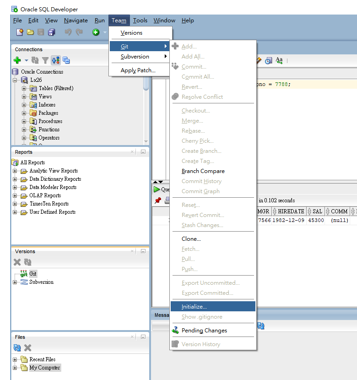 Oracle SQL Developer
File Edit View Navigate Run Team Tools Window Help
Versions
Git
Subversion
Apply Patch...
Add...
Add All...
Commit...
Commit All...
Revert...
Resolve Conflict
Checkout...
Merge...
Rebase...
Cherry Pick...
Create Branch...
Create Tag...
Branch Compare
Commit History
Commit Graph
Reset...
Revert Commit...
Stash Changes...
Clone...
Fetch...
Pull...
Push...
Export Uncommitted...
Export Committed...
Initialize...
Show .gitignore
Pending Changes
Version History
Connections
Oracle Connections
Tables (Filtered)
Views
Indexes
Packages
Procedures
Functions
Operators
Reports
All Reports
Analytic View Reports
Data Dictionary Reports
Data Modeler Reports
OLAP Reports
TimesTen Reports
User Defined Reports
Versions
Git
Subversion
Files
Recent Files
My Computer
= 7788;
in 0.102 seconds
MGR HIREDATE SAL COMM
7566 1982-12-09 45300 (null)